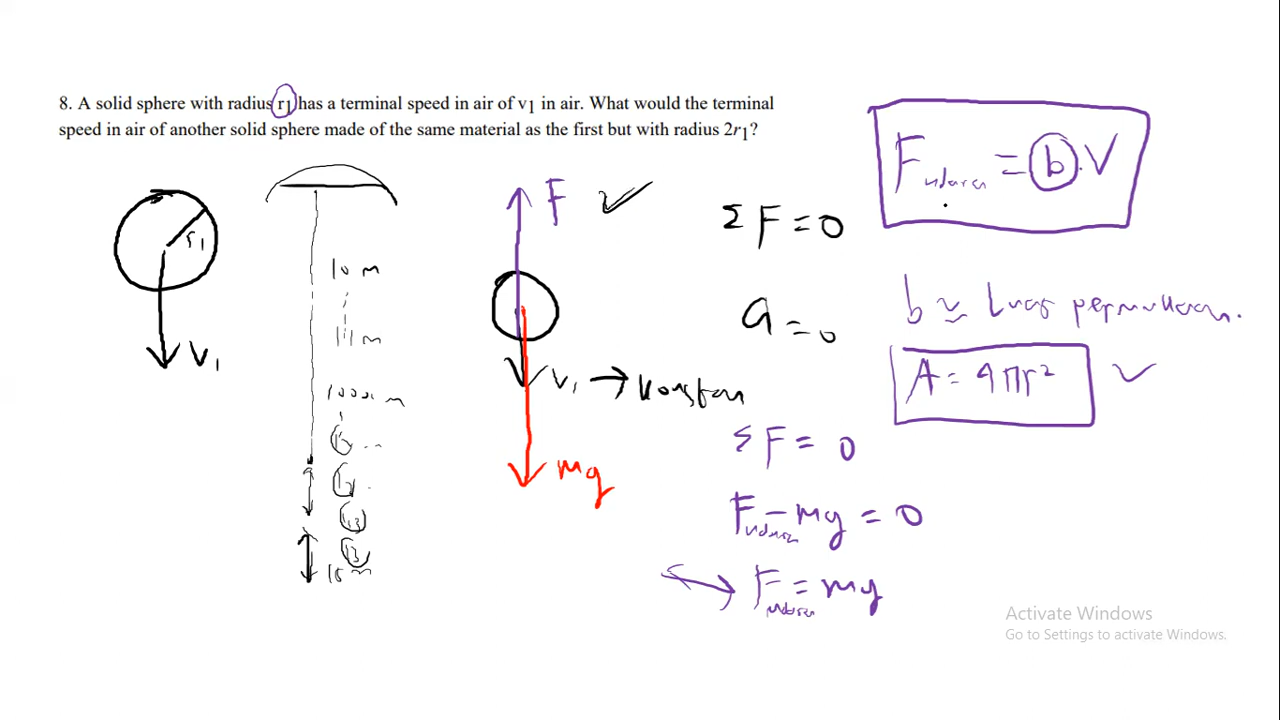 8. A solid sphere with radius r1 has a terminal speed in air of v1 in air. What would the terminal
speed in air of another solid sphere made of the same material as the first but with radius 2r1?
r1
V1
10 m
11 m
1000 m
F
V1 → konstan
mg
ΣF = 0
a = 0
ΣF = 0
Fudara - mg = 0
Fudara = mg
Fudara = b.V
b ≈ Luas permukaan.
A = 4πr²
Activate Windows
Go to Settings to activate Windows.